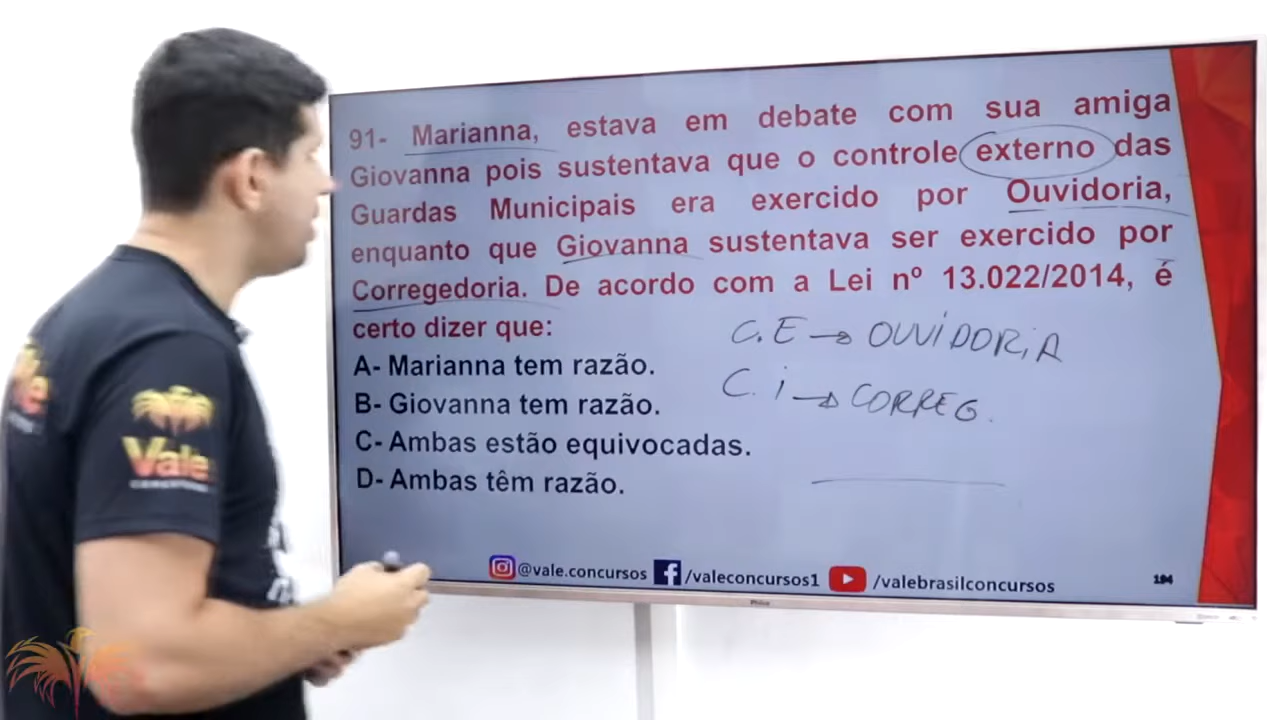 91- Marianna, estava em debate com sua amiga
Giovanna pois sustentava que o controle externo das
Guardas Municipais era exercido por Ouvidoria,
enquanto que Giovanna sustentava ser exercido por
Corregedoria. De acordo com a Lei nº 13.022/2014, é
certo dizer que:
A- Marianna tem razão.
B- Giovanna tem razão.
C- Ambas estão equivocadas.
D- Ambas têm razão.
C.E → OUVIDORIA
C.i → CORREG.
@vale.concursos /valeconcursos1 /valebrasilconcursos
194
Vale